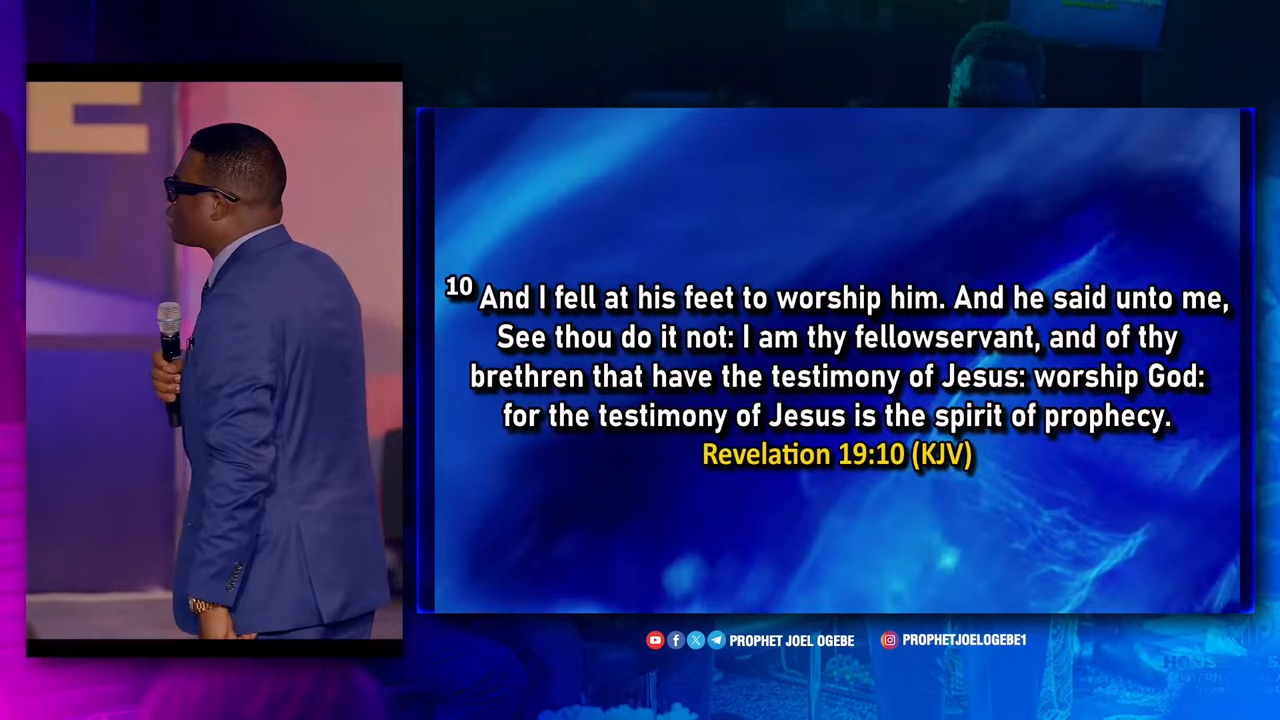 E
10 And I fell at his feet to worship him. And he said unto me,
See thou do it not: I am thy fellowservant, and of thy
brethren that have the testimony of Jesus: worship God:
for the testimony of Jesus is the spirit of prophecy.
Revelation 19:10 (KJV)
PROPHET JOEL OGEBE
PROPHETJOELOGEBE1